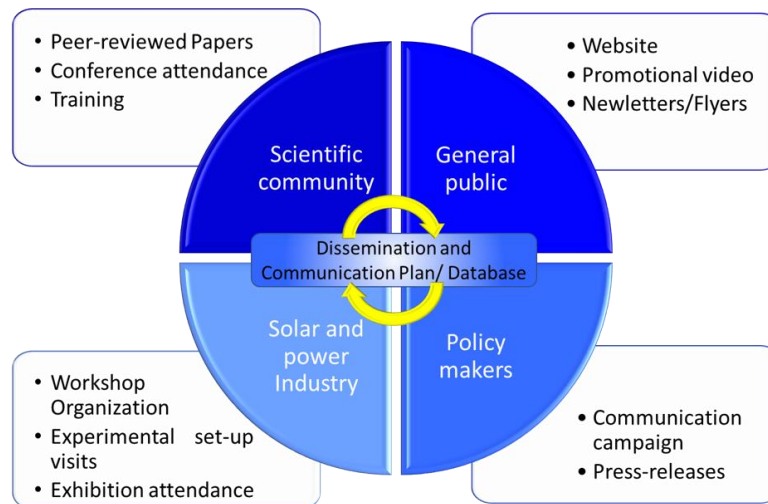 • Peer-reviewed Papers
• Conference attendance
• Training
• Website
• Promotional video
• Newletters/Flyers
Scientific
community
General
public
Dissemination and
Communication Plan/ Database
Solar and
power
Industry
Policy
makers
• Workshop
Organization
• Experimental set-up
visits
• Exhibition attendance
• Communication
campaign
• Press-releases